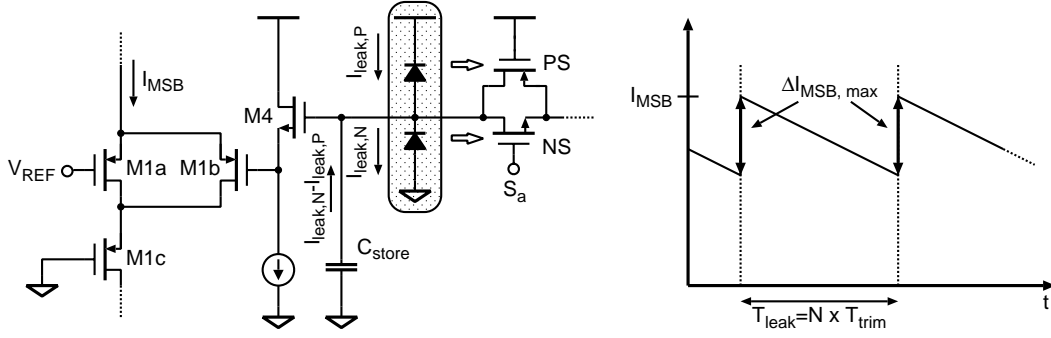 I_MSB
V_REF
M1a
M1b
M1c
M4
I_leak,N-I_leak,P
C_store
I_leak,P
I_leak,N
PS
NS
S_a
I_MSB
ΔI_MSB, max
t
T_leak=N x T_trim